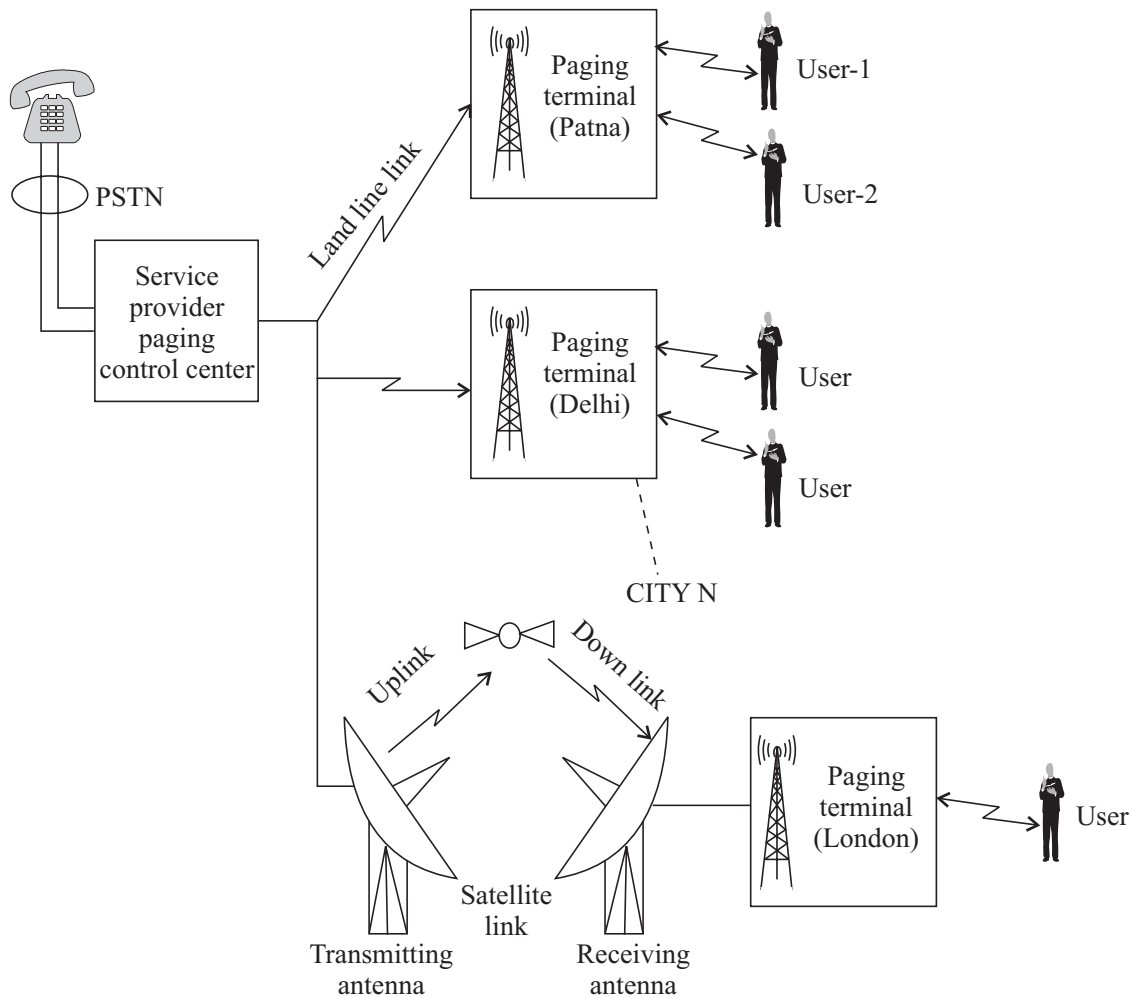 PSTN
Service
provider
paging
control center
Land line link
Paging
terminal
(Patna)
User-1
User-2
Paging
terminal
(Delhi)
User
User
CITY N
Uplink
Down link
Satellite
link
Transmitting
antenna
Receiving
antenna
Paging
terminal
(London)
User